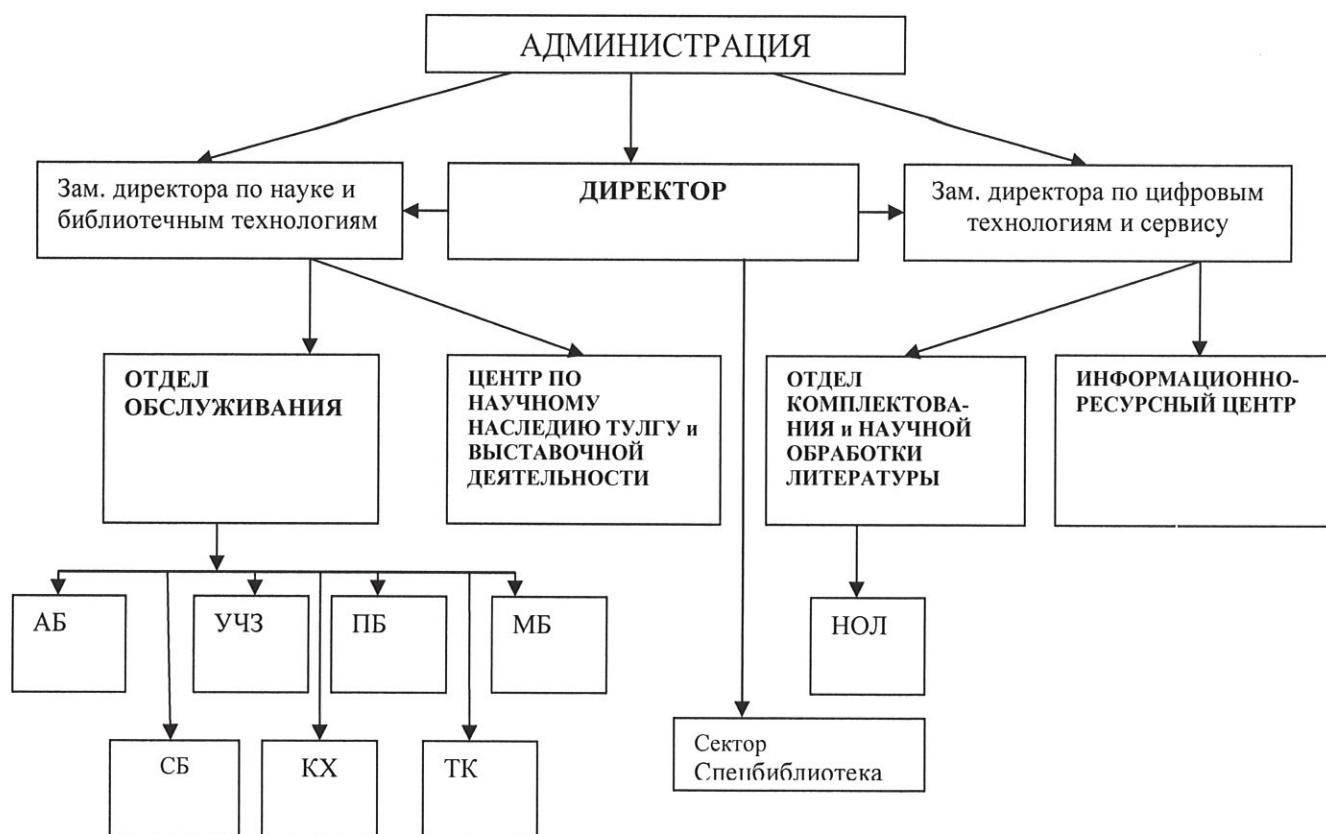 АДМИНИСТРАЦИЯ
Зам. директора по науке и
библиотечным технологиям
ДИРЕКТОР
Зам. директора по цифровым
технологиям и сервису
ОТДЕЛ
ОБСЛУЖИВАНИЯ
ЦЕНТР ПО
НАУЧНОМУ
НАСЛЕДИЮ ТУЛГУ и
ВЫСТАВОЧНОЙ
ДЕЯТЕЛЬНОСТИ
ОТДЕЛ
КОМПЛЕКТОВА-
НИЯ и НАУЧНОЙ
ОБРАБОТКИ
ЛИТЕРАТУРЫ
ИНФОРМАЦИОННО-
РЕСУРСНЫЙ ЦЕНТР
АБ
УЧЗ
ПБ
МБ
НОЛ
СБ
КХ
ТК
Сектор
Спецбиблиотека